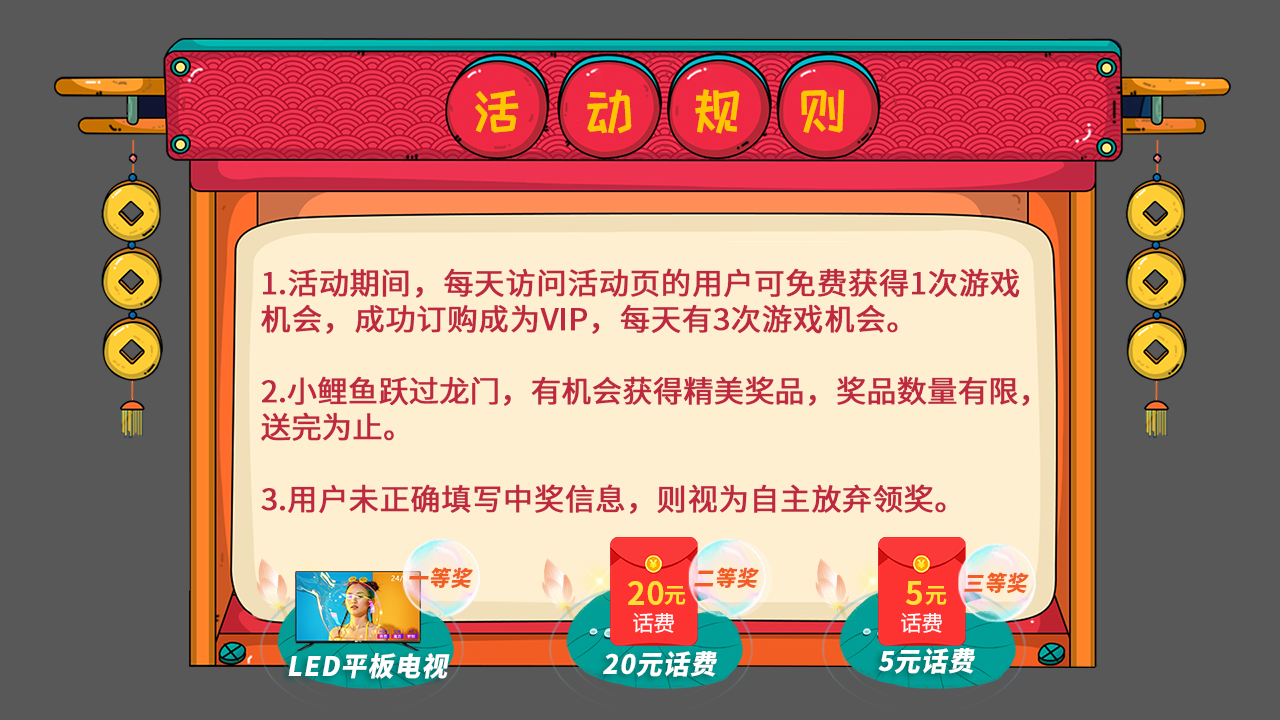 活动规则
1.活动期间，每天访问活动页的用户可免费获得1次游戏
机会，成功订购成为VIP，每天有3次游戏机会。
2.小鲤鱼跃过龙门，有机会获得精美奖品，奖品数量有限，
送完为止。
3.用户未正确填写中奖信息，则视为自主放弃领奖。
一等奖
LED平板电视
20元
话费
二等奖
20元话费
5元
话费
三等奖
5元话费